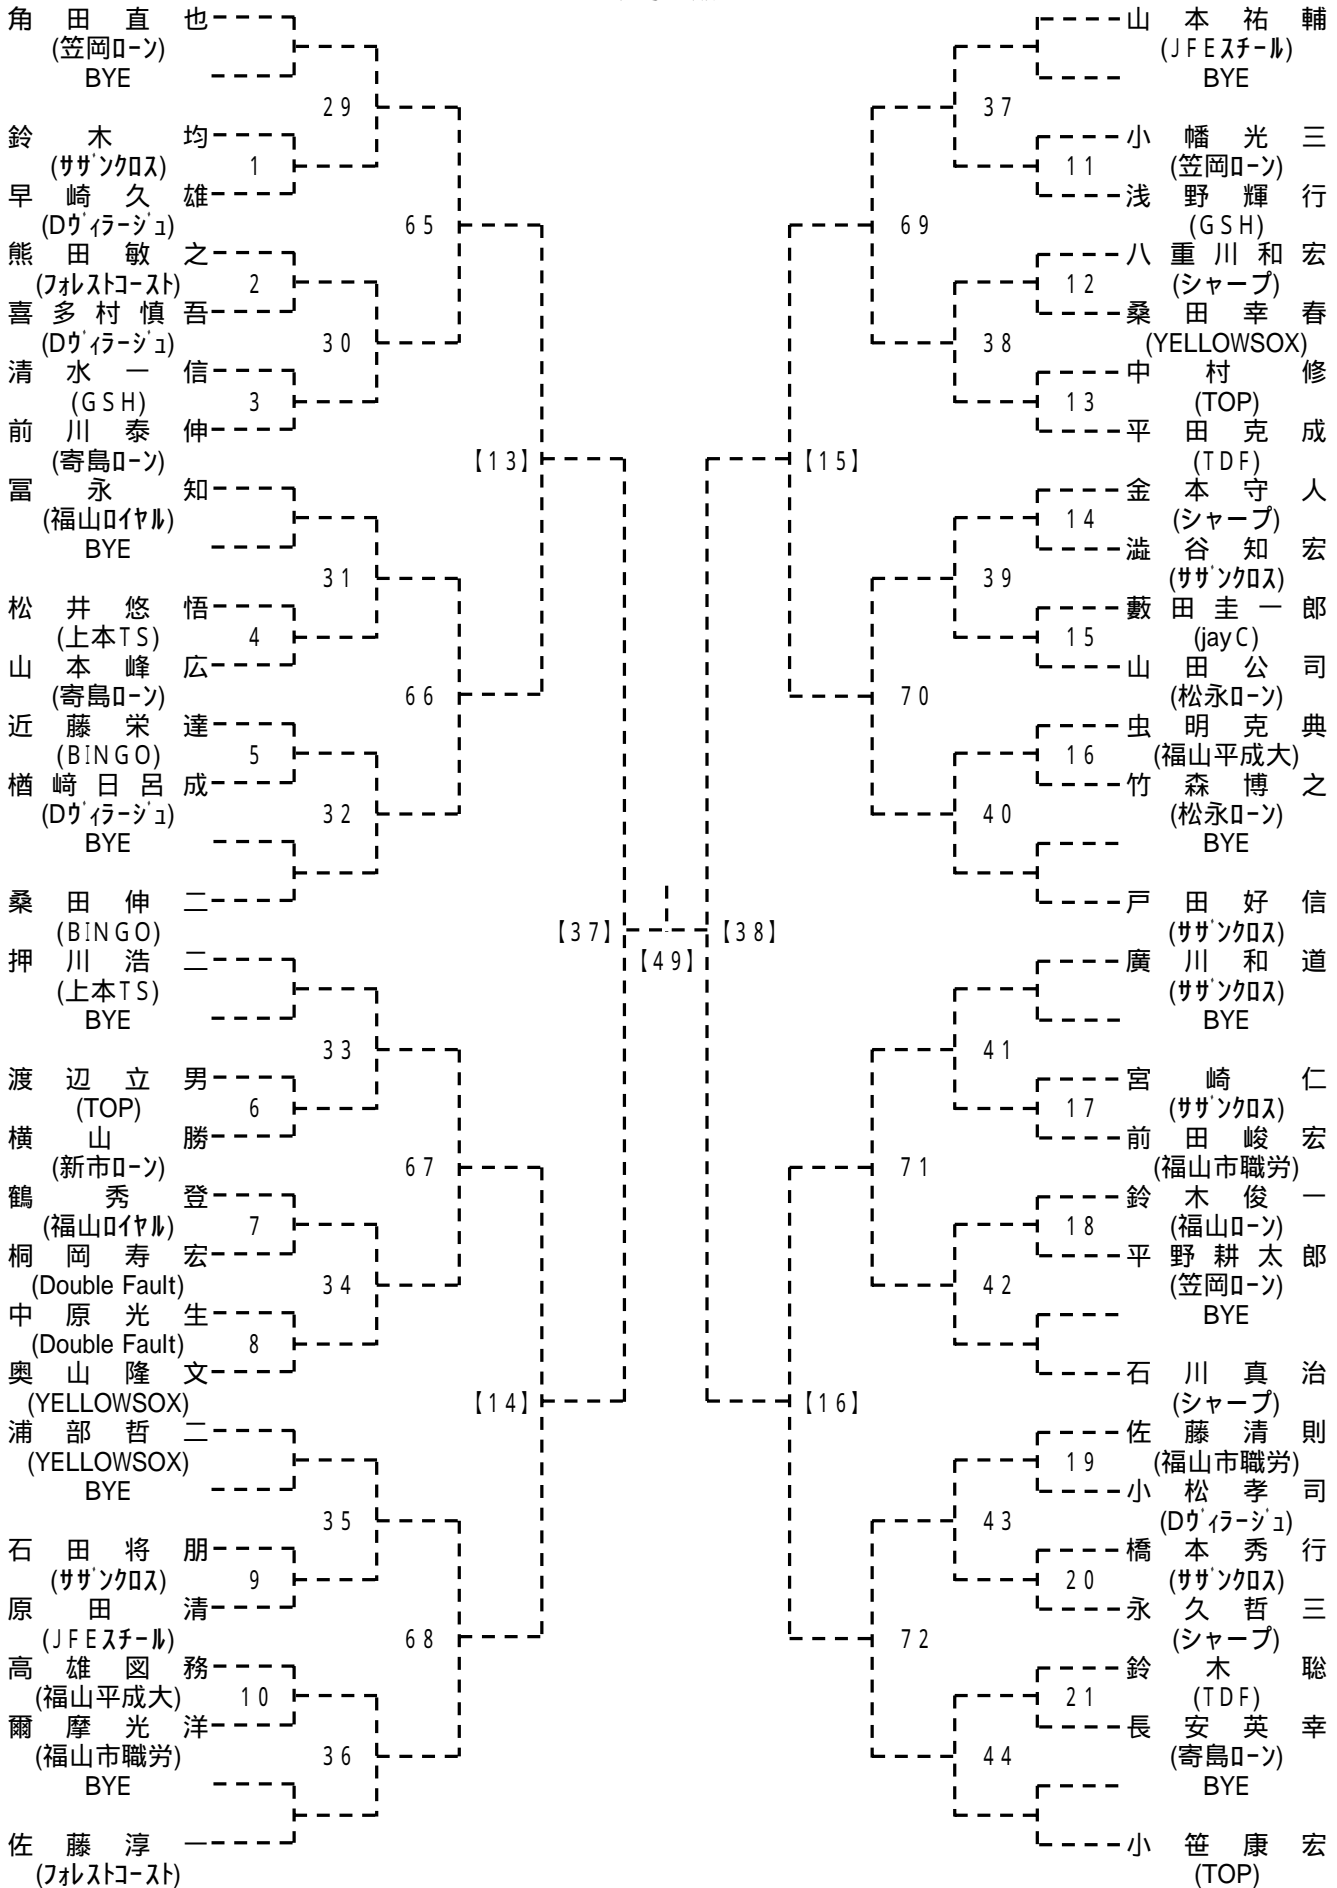 角田直也
(笠岡ローン)
BYE
29
鈴木均
(ｻｻﾞﾝｸﾛｽ)
1
早崎久雄
(Dｳﾞｨﾗｰｼﾞｭ)
65
熊田敏之
(ﾌｫﾚｽﾄｺｰｽﾄ)
2
喜多村慎吾
(Dｳﾞｨﾗｰｼﾞｭ)
30
清水一信
(GSH)
3
前川泰伸
(寄島ﾛｰﾝ)
【13】
冨永知
(福山ﾛｲﾔﾙ)
BYE
31
松井悠悟
(上本TS)
4
山本峰広
(寄島ﾛｰﾝ)
66
近藤栄達
(BINGO)
5
楢﨑日呂成
(Dｳﾞｨﾗｰｼﾞｭ)
32
BYE
桑田伸二
(BINGO)
【37】
【49】
【38】
押川浩二
(上本TS)
BYE
33
渡辺立男
(TOP)
6
横山勝
(新市ﾛｰﾝ)
67
鶴秀登
(福山ﾛｲﾔﾙ)
7
桐岡寿宏
(Double Fault)
34
中原光生
(Double Fault)
8
奥山隆文
(YELLOWSOX)
【14】
浦部哲二
(YELLOWSOX)
BYE
35
石田将朋
(ｻｻﾞﾝｸﾛｽ)
9
原田清
(JFEｽﾁｰﾙ)
68
高雄図務
(福山平成大)
10
爾摩光洋
(福山市職労)
36
BYE
佐藤淳一
(ﾌｫﾚｽﾄｺｰｽﾄ)
山本祐輔
(JFEｽﾁｰﾙ)
BYE
37
小幡光三
11
(笠岡ﾛｰﾝ)
浅野輝行
(GSH)
69
八重川和宏
12
(シャープ)
桑田幸春
(YELLOWSOX)
38
中村修
13
(TOP)
平田克成
(TDF)
【15】
金本守人
14
(シャープ)
澁谷知宏
(ｻｻﾞﾝｸﾛｽ)
39
藪田圭一郎
15
(jayC)
山田公司
(松永ﾛｰﾝ)
70
虫明克典
16
(福山平成大)
竹森博之
(松永ﾛｰﾝ)
40
BYE
戸田好信
(ｻｻﾞﾝｸﾛｽ)
廣川和道
(ｻｻﾞﾝｸﾛｽ)
BYE
41
宮崎仁
17
(ｻｻﾞﾝｸﾛｽ)
前田峻宏
(福山市職労)
71
鈴木俊一
18
(福山ﾛｰﾝ)
平野耕太郎
(笠岡ﾛｰﾝ)
42
BYE
石川真治
(シャープ)
【16】
佐藤清則
19
(福山市職労)
小松孝司
(Dｳﾞｨﾗｰｼﾞｭ)
43
橋本秀行
20
(ｻｻﾞﾝｸﾛｽ)
永久哲三
(シャープ)
72
鈴木聡
21
(TDF)
長安英幸
(寄島ﾛｰﾝ)
44
BYE
小笹康宏
(TOP)